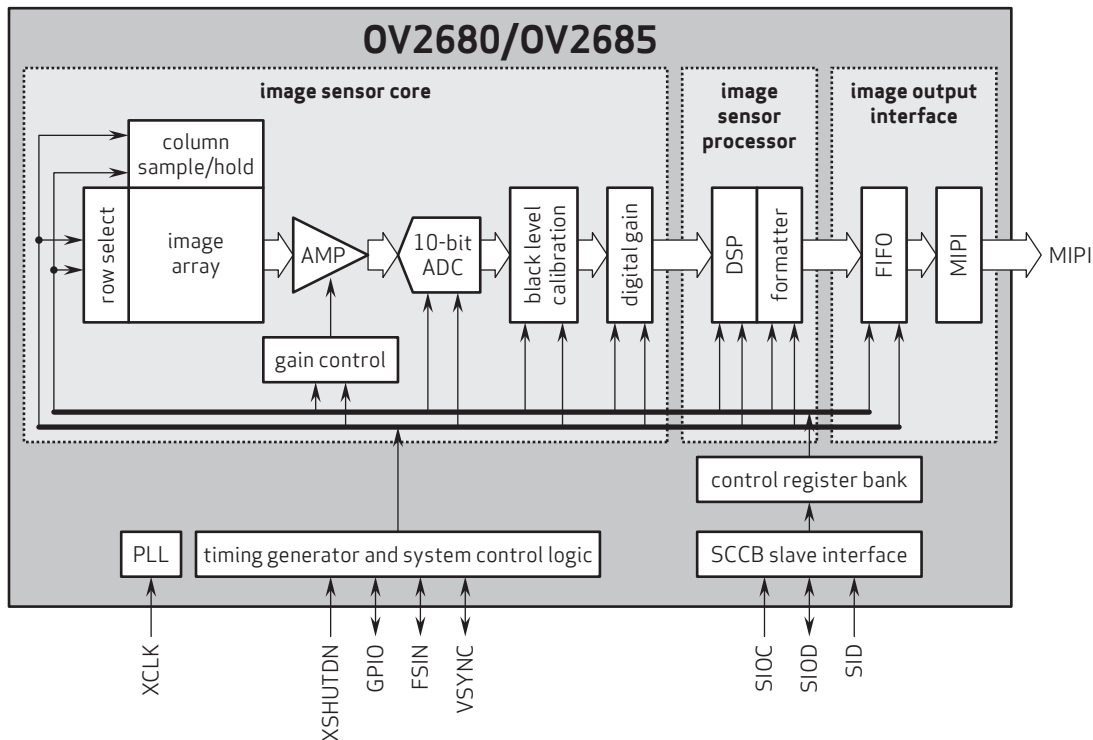 OV2680/OV2685
image sensor core
image
sensor
processor
image output
interface
column
sample/hold
row select
image
array
AMP
10-bit
ADC
black level
calibration
digital gain
DSP
formatter
FIFO
MIPI
MIPI
gain control
control register bank
PLL
timing generator and system control logic
SCCB slave interface
XCLK
XSHUTDN
GPIO
FSIN
VSYNC
SIOC
SIOD
SID